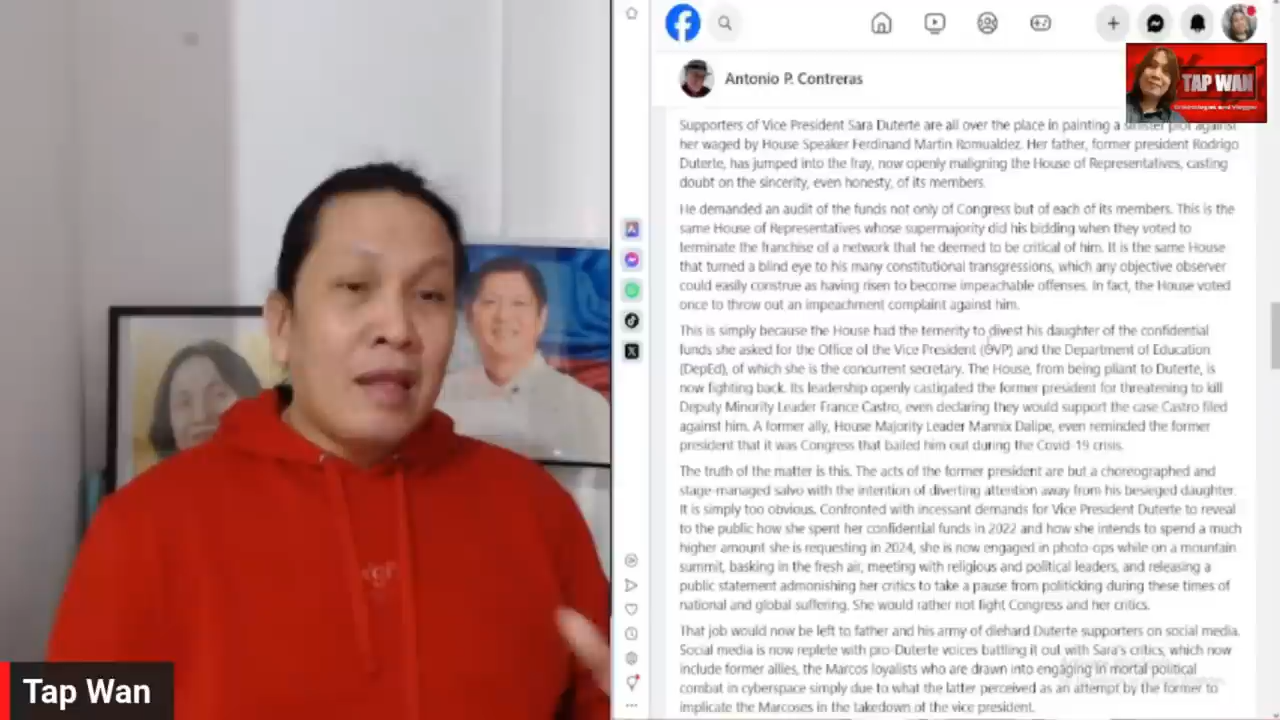 Antonio P. Contreras
TAP WAN
Supporters of Vice President Sara Duterte are all over the place in painting a sinister plot against
her waged by House Speaker Ferdinand Martin Romualdez. Her father, former president Rodrigo
Duterte, has jumped into the fray, now openly maligning the House of Representatives, casting
doubt on the sincerity, even honesty, of its members.
He demanded an audit of the funds not only of Congress but of each of its members. This is the
same House of Representatives whose supermajority did his bidding when they voted to
terminate the franchise of a network that he deemed to be critical of him. It is the same House
that turned a blind eye to his many constitutional transgressions, which any objective observer
could easily construe as having risen to become impeachable offenses. In fact, the House voted
once to throw out an impeachment complaint against him.
This is simply because the House had the temerity to divest his daughter of the confidential
funds she asked for the Office of the Vice President (OVP) and the Department of Education
(DepEd), of which she is the concurrent secretary. The House, from being pliant to Duterte, is
now fighting back. Its leadership openly castigated the former president for threatening to kill
Deputy Minority Leader France Castro, even declaring they would support the case Castro filed
against him. A former ally, House Majority Leader Mannix Dalipe, even reminded the former
president that it was Congress that bailed him out during the Covid-19 crisis.
The truth of the matter is this. The acts of the former president are but a choreographed and
stage-managed salvo with the intention of diverting attention away from his besieged daughter.
It is simply too obvious. Confronted with incessant demands for Vice President Duterte to reveal
to the public how she spent her confidential funds in 2022 and how she intends to spend a much
higher amount she is requesting in 2024, she is now engaged in photo-ops while on a mountain
summit, basking in the fresh air, meeting with religious and political leaders, and releasing a
public statement admonishing her critics to take a pause from politicking during these times of
national and global suffering. She would rather not fight Congress and her critics.
That job would now be left to father and his army of diehard Duterte supporters on social media.
Social media is now replete with pro-Duterte voices battling it out with Sara's critics, which now
include former allies, the Marcos loyalists who are drawn into engaging in mortal political
combat in cyberspace simply due to what the latter perceived as an attempt by the former to
implicate the Marcoses in the takedown of the vice president.
Tap Wan